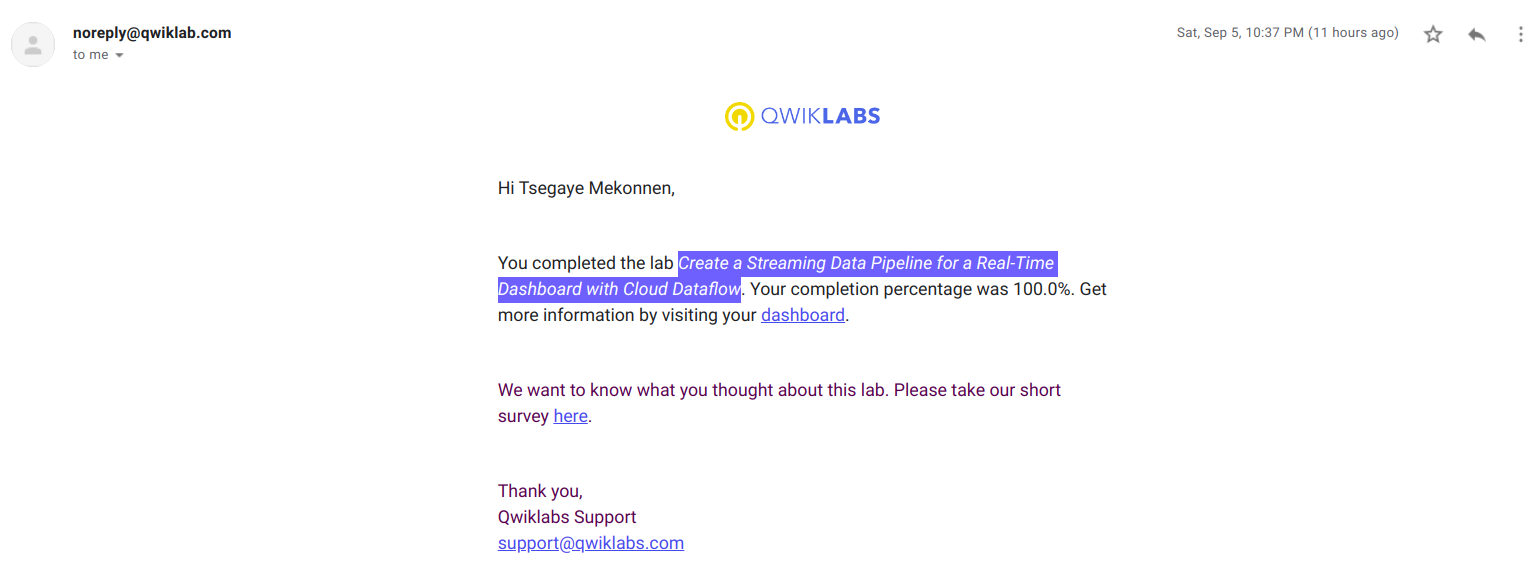 noreply@qwiklab.com
Sat, Sep 5, 10:37 PM (11 hours ago)
to me
QWIKLABS
Hi Tsegaye Mekonnen,
You completed the lab Create a Streaming Data Pipeline for a Real-Time
Dashboard with Cloud Dataflow. Your completion percentage was 100.0%. Get
more information by visiting your dashboard.
We want to know what you thought about this lab. Please take our short
survey here.
Thank you,
Qwiklabs Support
support@qwiklabs.com